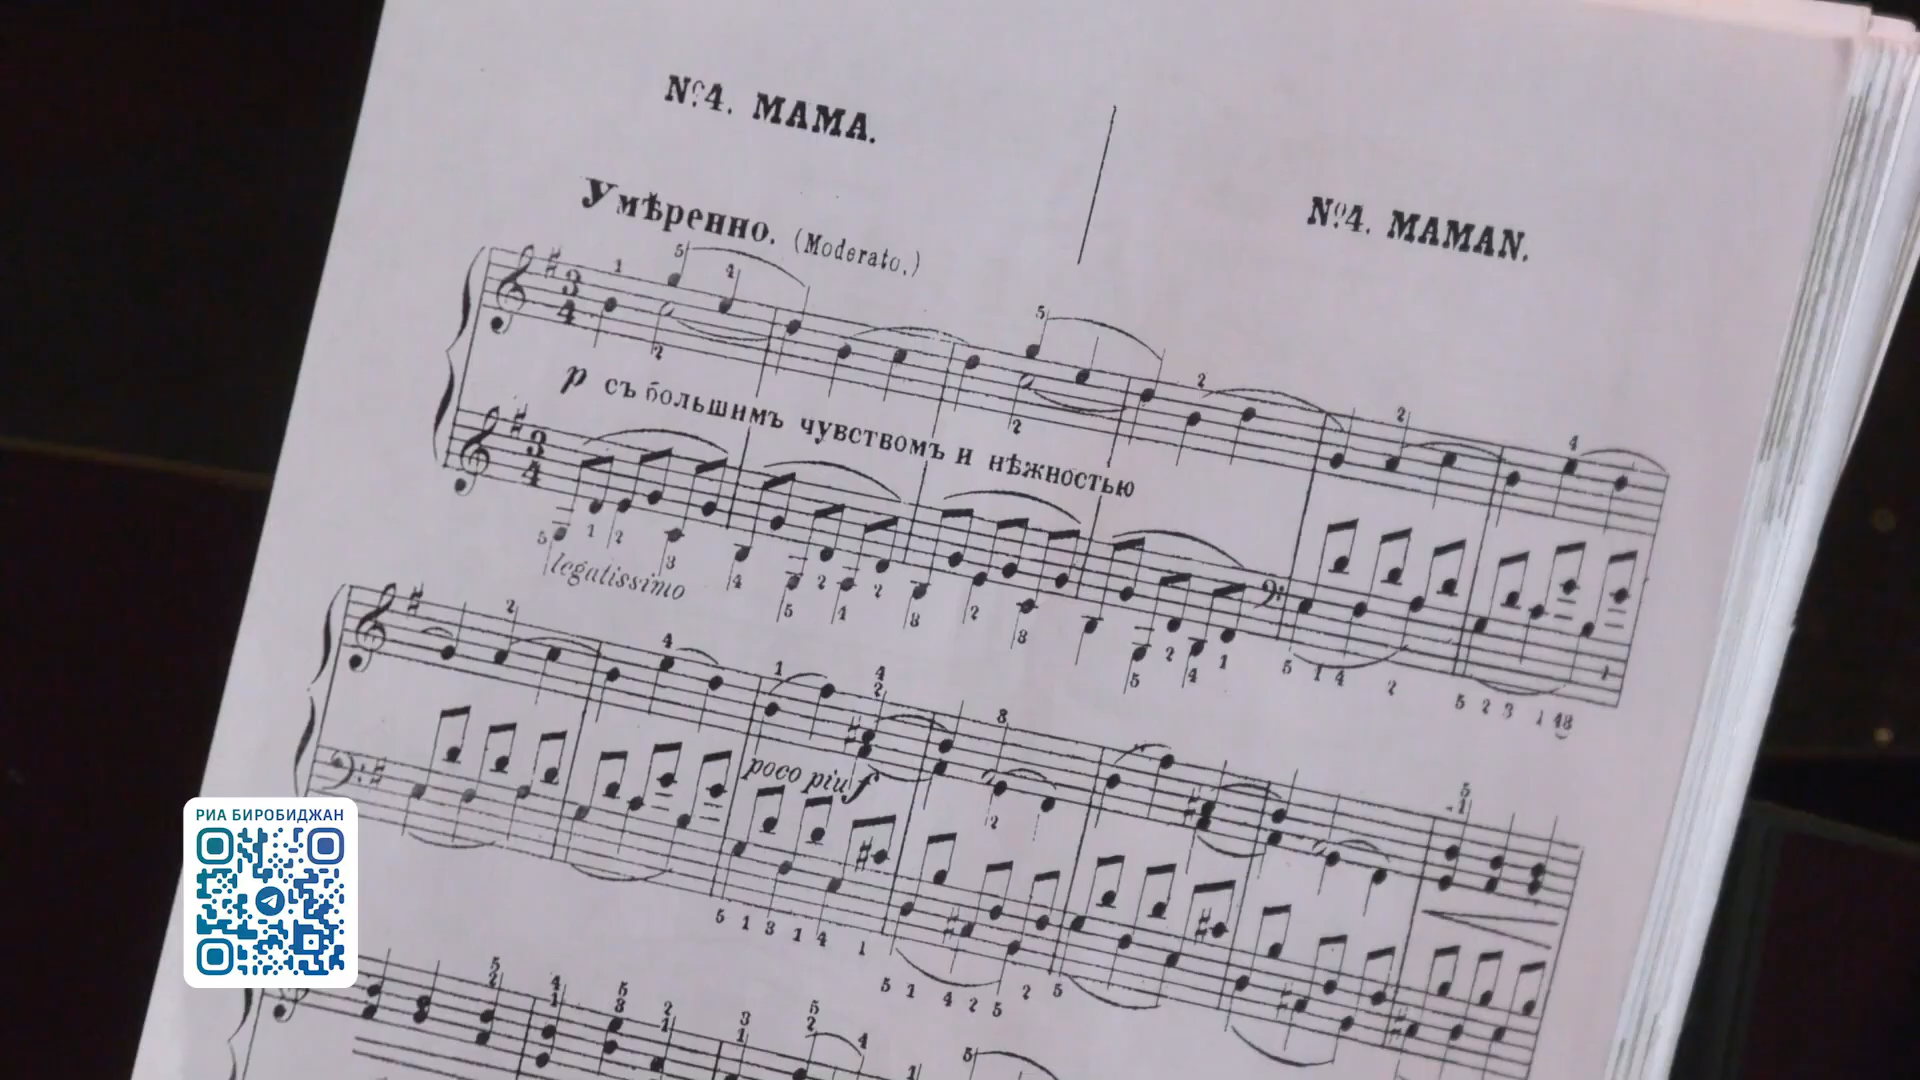 №4. МАМА.
№4. MAMAN.
Умѣренно. (Moderato.)
p съ большимъ чувствомъ и нѣжностью
legatissimo
poco più f
РИА БИРОБИДЖАН